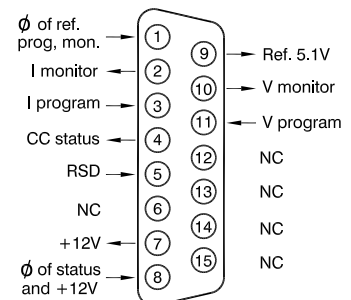 Ø of ref.
prog, mon.
1
I monitor
2
I program
3
CC status
4
RSD
5
NC
6
+12V
7
Ø of status
and +12V
8
9
Ref. 5.1V
10
V monitor
11
V program
12
NC
13
NC
14
NC
15
NC